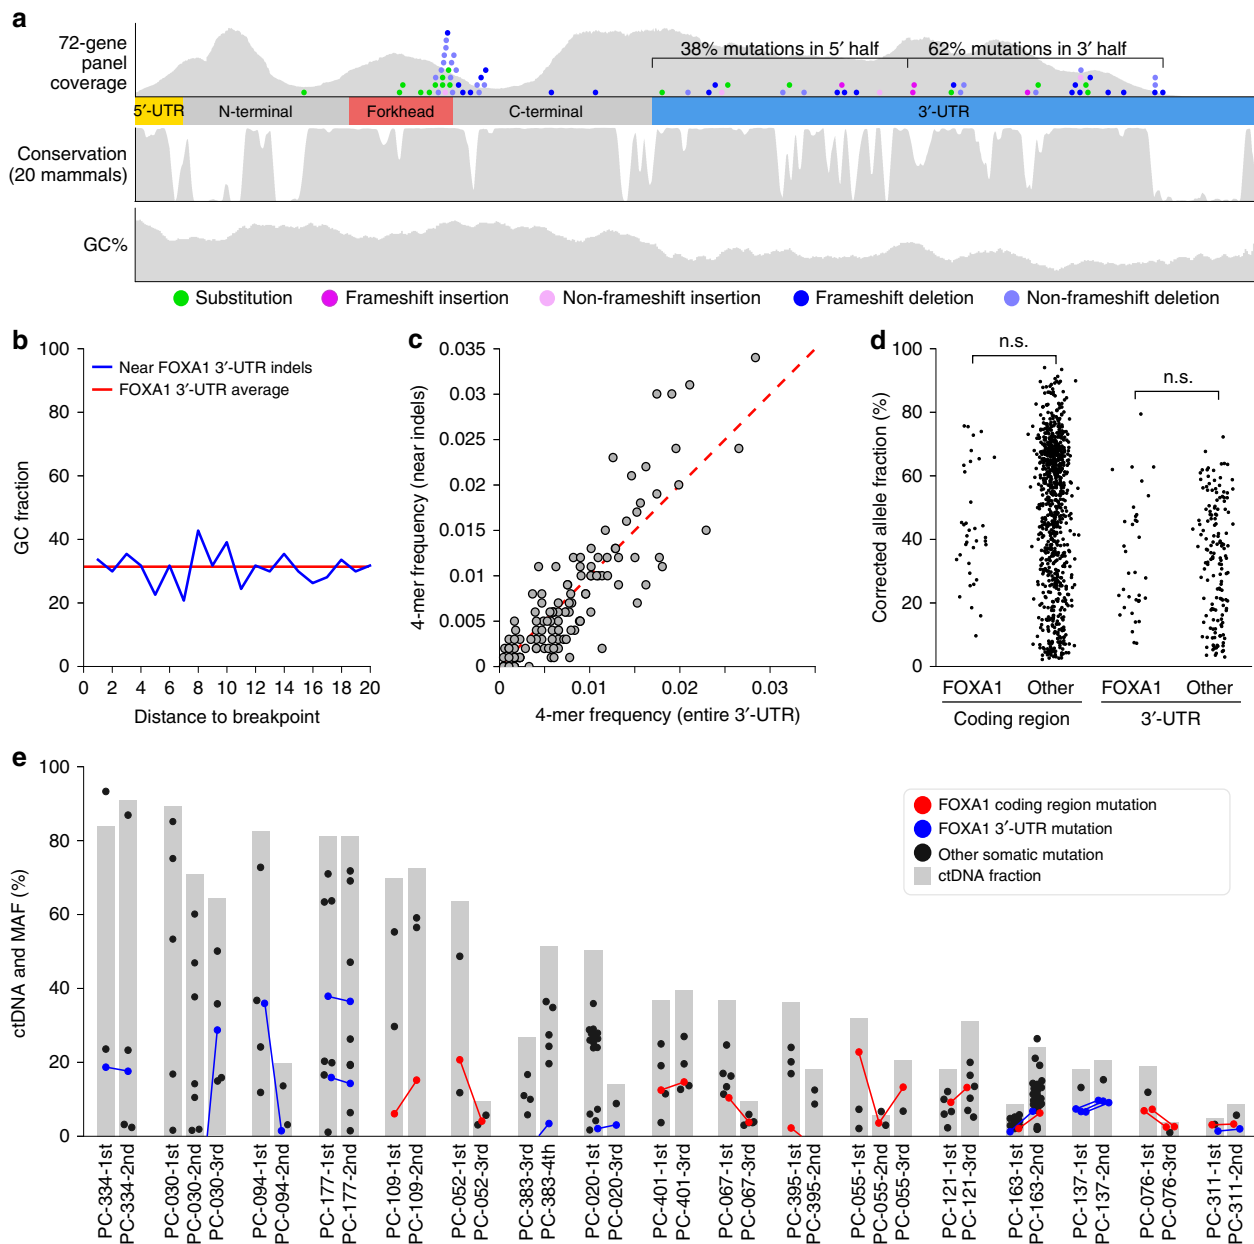 a
72-gene
panel
coverage
38% mutations in 5′ half
62% mutations in 3′ half
5′-UTR
N-terminal
Forkhead
C-terminal
3′-UTR
Conservation
(20 mammals)
GC%
Substitution
Frameshift insertion
Non-frameshift insertion
Frameshift deletion
Non-frameshift deletion
b
100
80
60
40
20
0
GC fraction
Near FOXA1 3′-UTR indels
FOXA1 3′-UTR average
0 2 4 6 8 10 12 14 16 18 20
Distance to breakpoint
c
0.035
0.03
0.025
0.02
0.015
0.01
0.005
0
4-mer frequency (near indels)
0 0.01 0.02 0.03
4-mer frequency (entire 3′-UTR)
d
100
80
60
40
20
0
Corrected allele fraction (%)
n.s.
n.s.
FOXA1 Other FOXA1 Other
Coding region 3′-UTR
e
100
80
60
40
20
0
ctDNA and MAF (%)
FOXA1 coding region mutation
FOXA1 3′-UTR mutation
Other somatic mutation
ctDNA fraction
PC-334-1st
PC-334-2nd
PC-030-1st
PC-030-2nd
PC-030-3rd
PC-094-1st
PC-094-2nd
PC-177-1st
PC-177-2nd
PC-109-1st
PC-109-2nd
PC-052-1st
PC-052-3rd
PC-383-3rd
PC-383-4th
PC-020-1st
PC-020-3rd
PC-401-1st
PC-401-3rd
PC-067-1st
PC-067-3rd
PC-395-1st
PC-395-2nd
PC-055-1st
PC-055-2nd
PC-055-3rd
PC-121-1st
PC-121-3rd
PC-163-1st
PC-163-2nd
PC-137-1st
PC-137-2nd
PC-076-1st
PC-076-3rd
PC-311-1st
PC-311-2nd